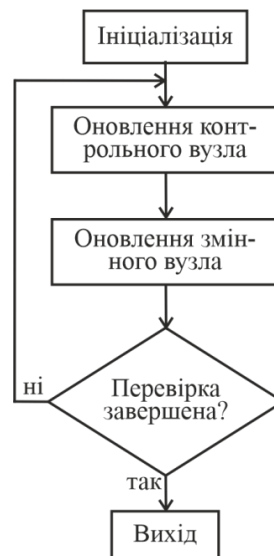 Ініціалізація
Оновлення конт-
рольного вузла
Оновлення змін-
ного вузла
Перевірка
завершена?
ні
так
Вихід